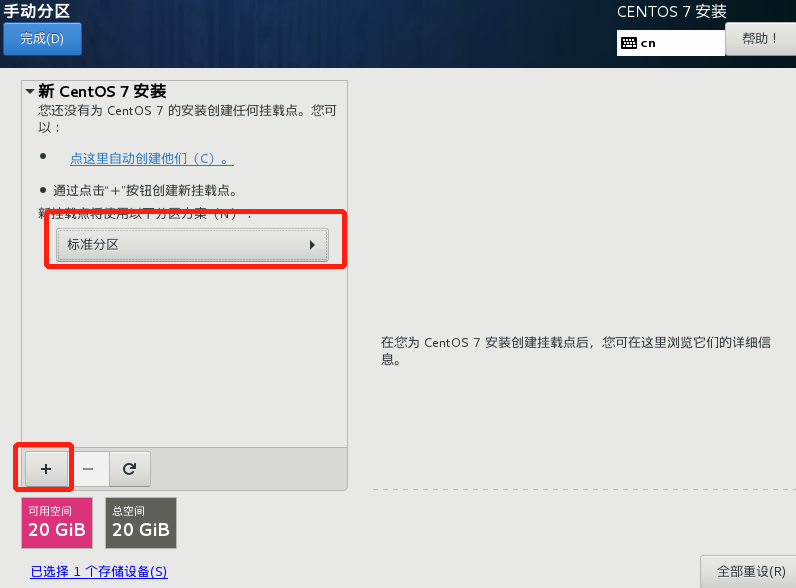 手动分区
CENTOS 7 安装
完成(D)
cn
帮助！
新 CentOS 7 安装
您还没有为 CentOS 7 的安装创建任何挂载点。您可
以：
点这里自动创建他们（C）。
通过点击"+"按钮创建新挂载点。
新挂载点将使用以下分区方案（N）：
标准分区
在您为 CentOS 7 安装创建挂载点后，您可在这里浏览它们的详细信
息。
+
−
可用空间
20 GiB
总空间
20 GiB
已选择 1 个存储设备(S)
全部重设(R)